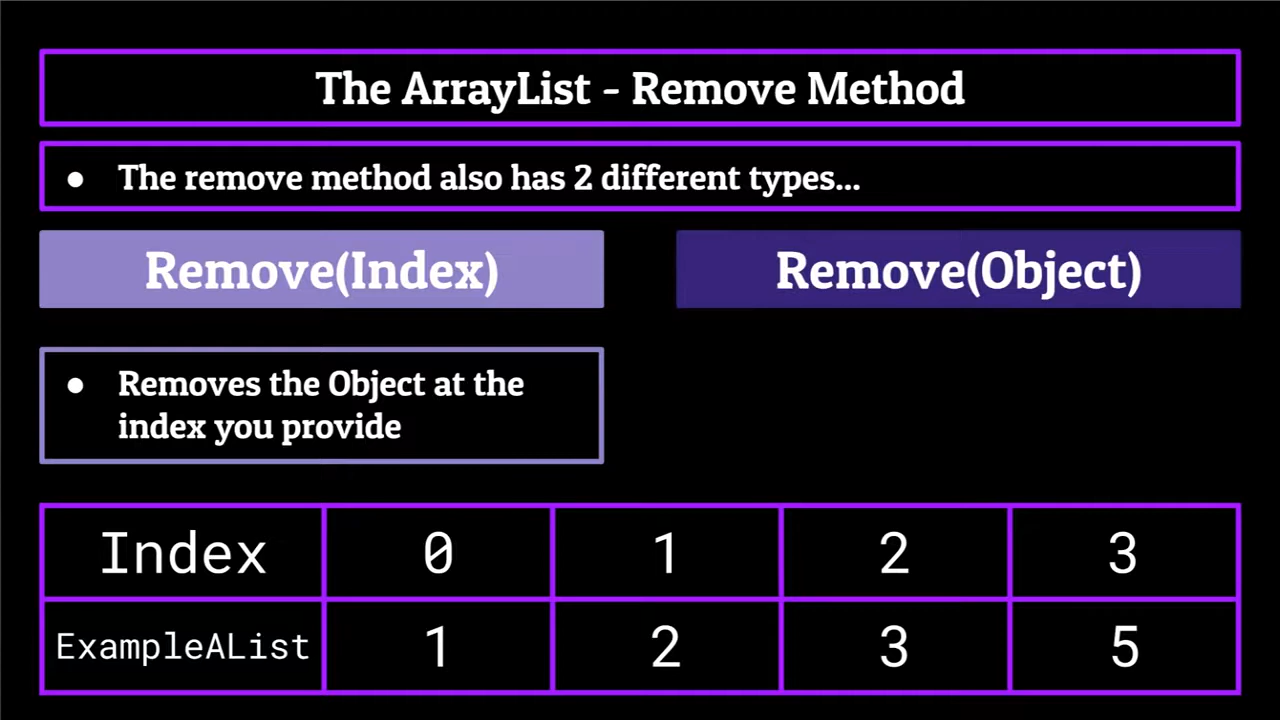 The ArrayList - Remove Method
● The remove method also has 2 different types...
Remove(Index)
Remove(Object)
● Removes the Object at the
index you provide
Index 0 1 2 3
ExampleAList 1 2 3 5